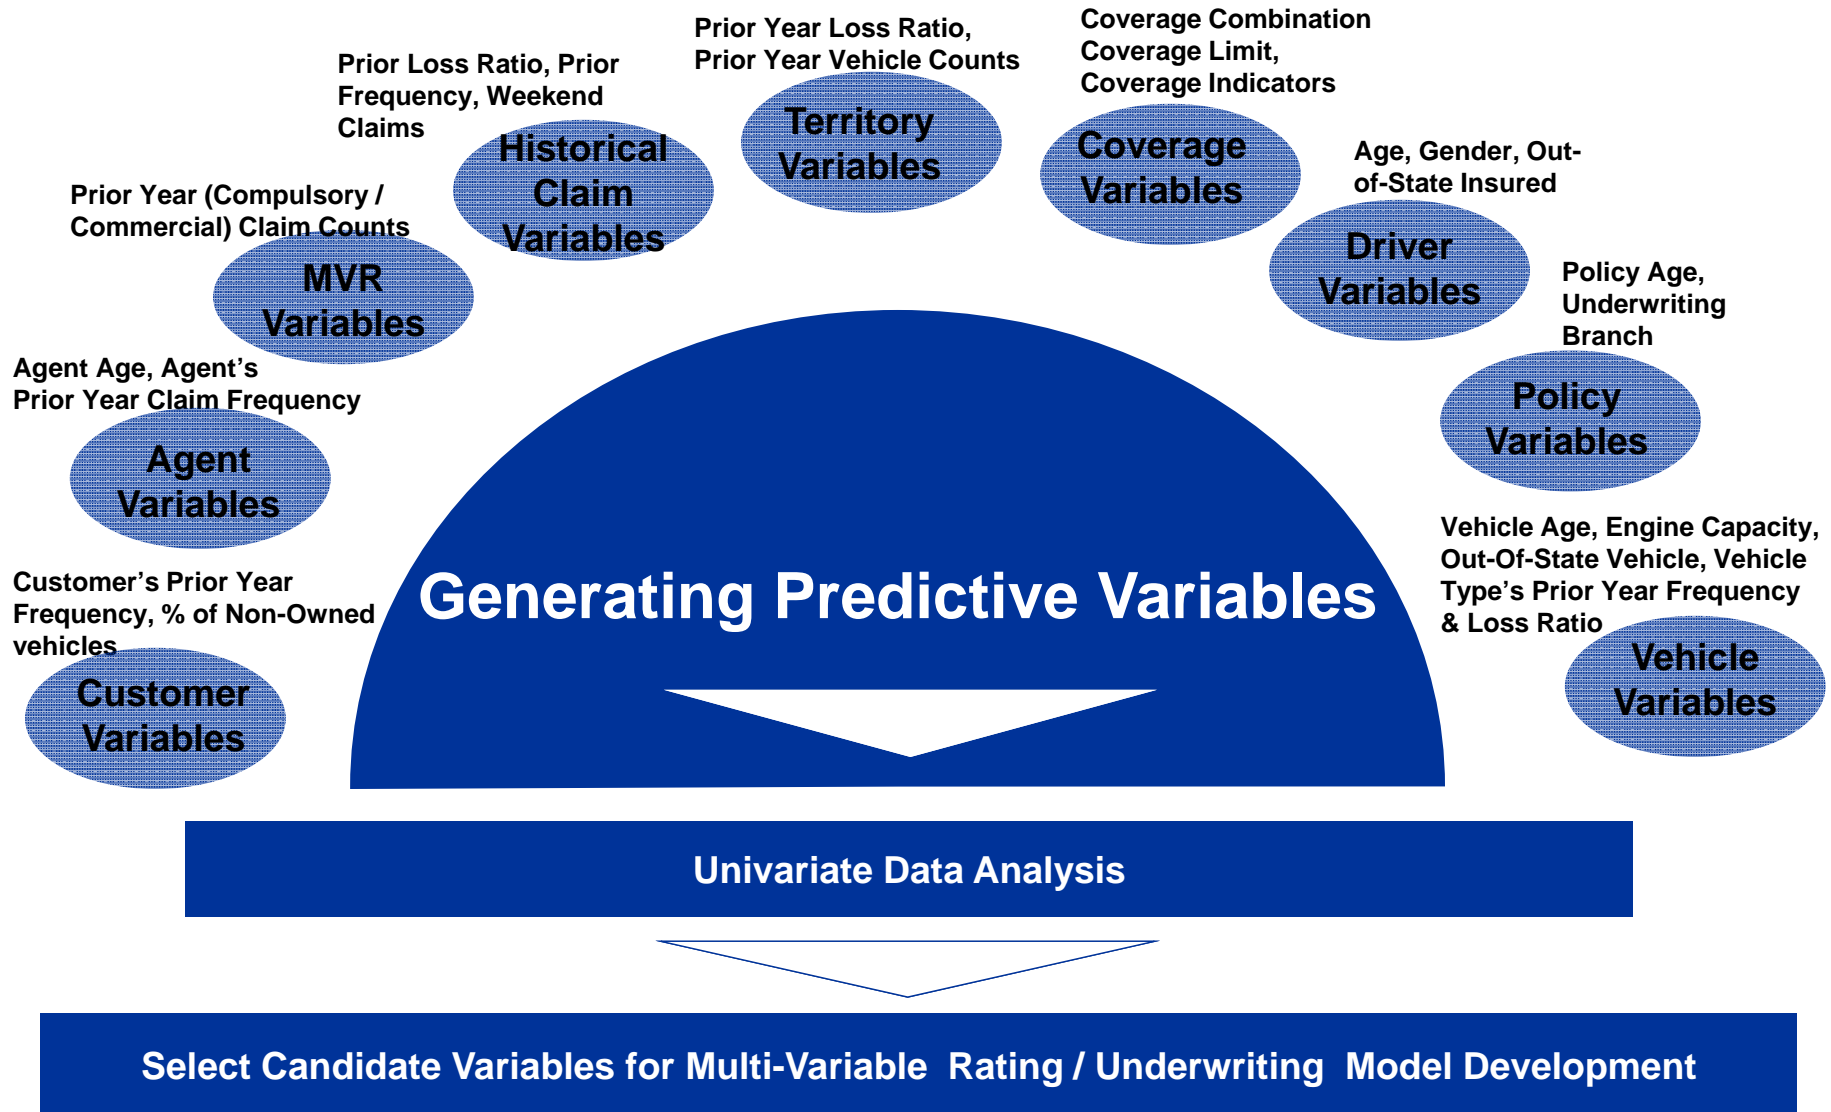 Prior Year Loss Ratio,
Prior Year Vehicle Counts
Territory
Variables
Coverage Combination
Coverage Limit,
Coverage Indicators
Coverage
Variables
Prior Loss Ratio, Prior
Frequency, Weekend
Claims
Historical
Claim
Variables
Age, Gender, Out-
of-State Insured
Driver
Variables
Prior Year (Compulsory /
Commercial) Claim Counts
MVR
Variables
Policy Age,
Underwriting
Branch
Policy
Variables
Agent Age, Agent’s
Prior Year Claim Frequency
Agent
Variables
Vehicle Age, Engine Capacity,
Out-Of-State Vehicle, Vehicle
Type’s Prior Year Frequency
& Loss Ratio
Vehicle
Variables
Customer’s Prior Year
Frequency, % of Non-Owned
vehicles
Customer
Variables
Generating Predictive Variables
Univariate Data Analysis
Select Candidate Variables for Multi-Variable Rating / Underwriting Model Development